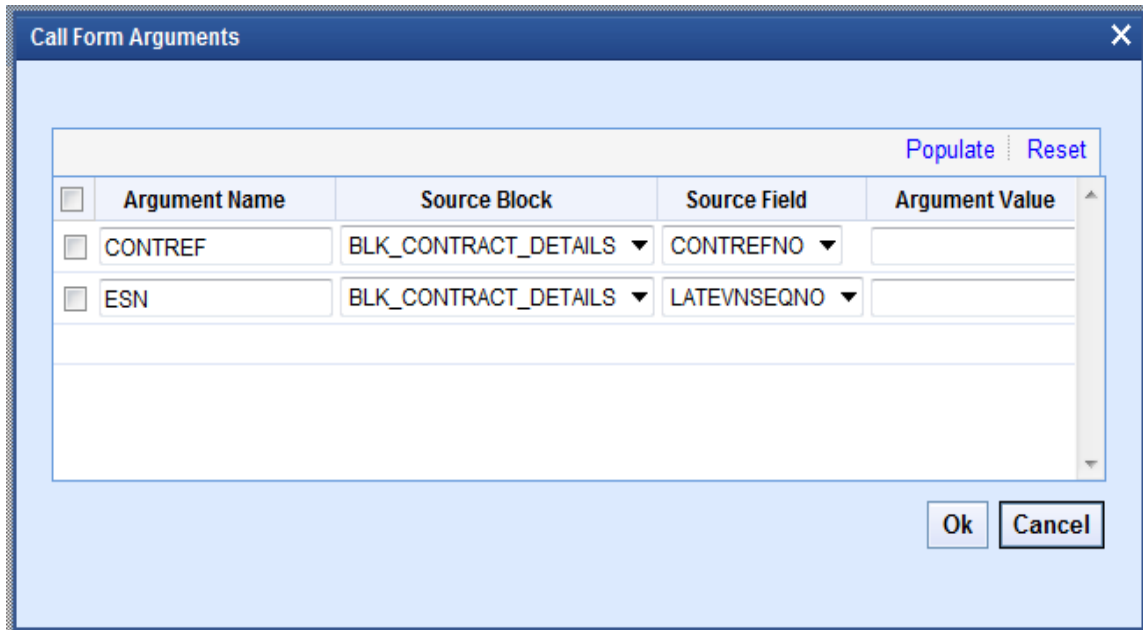 Call Form Arguments
Populate Reset
Argument Name Source Block Source Field Argument Value
CONTREF BLK_CONTRACT_DETAILS CONTREFNO
ESN BLK_CONTRACT_DETAILS LATEVNSEQNO
Ok Cancel